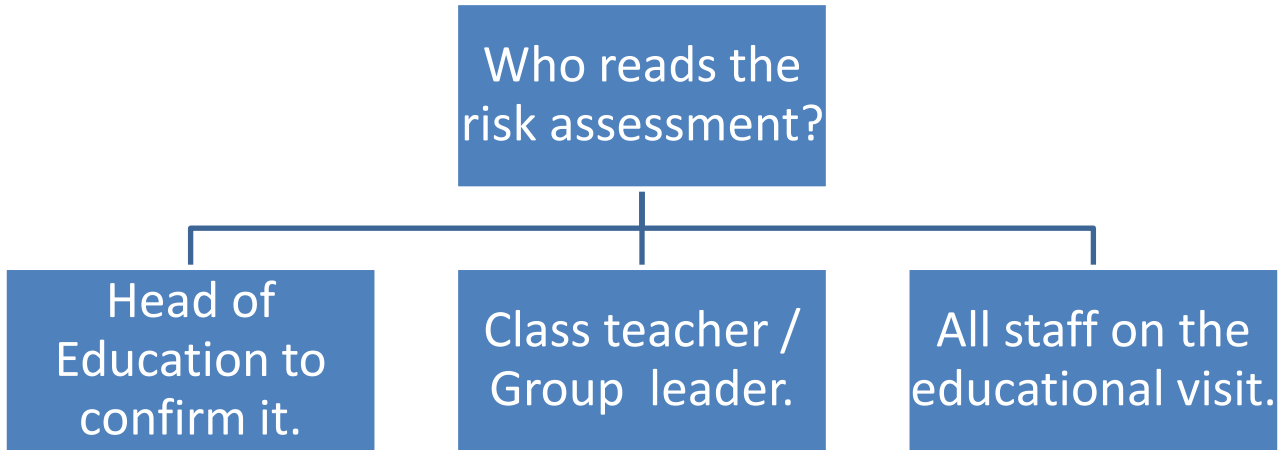 Who reads the
risk assessment?
Head of
Education to
confirm it.
Class teacher /
Group  leader.
All staff on the
educational visit.